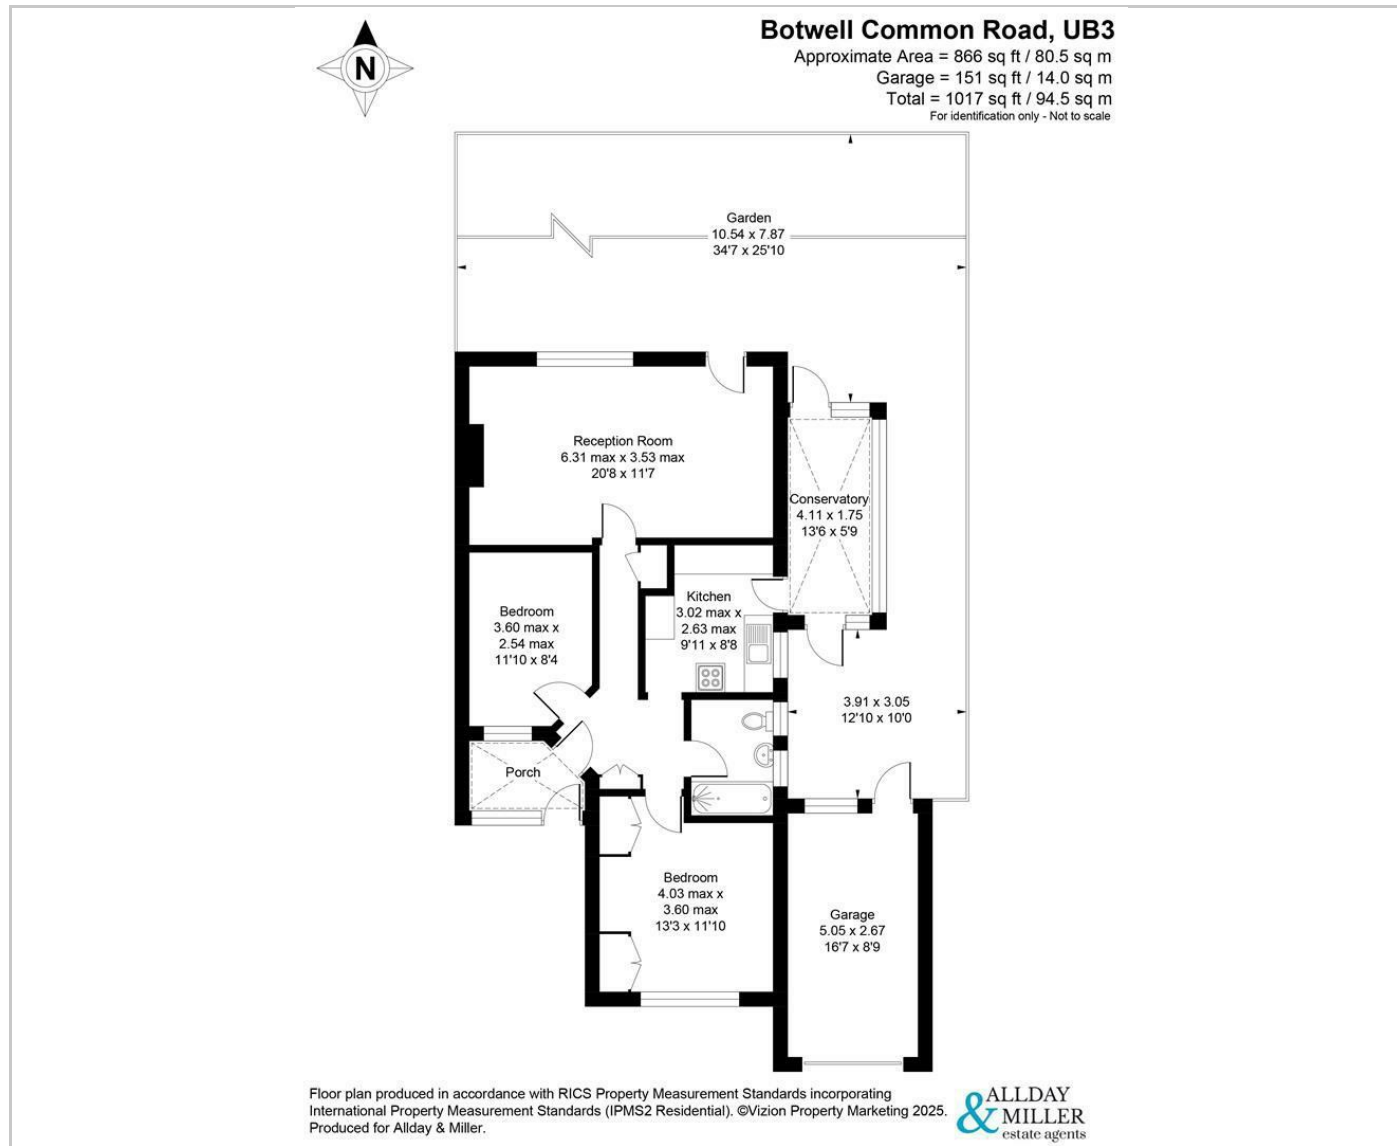 Botwell Common Road, UB3
Approximate Area = 866 sq ft / 80.5 sq m
Garage = 151 sq ft / 14.0 sq m
Total = 1017 sq ft / 94.5 sq m
For identification only - Not to scale
N
Garden
10.54 x 7.87
34'7 x 25'10
Reception Room
6.31 max x 3.53 max
20'8 x 11'7
Conservatory
4.11 x 1.75
13'6 x 5'9
Kitchen
3.02 max x
2.63 max
9'11 x 8'8
Bedroom
3.60 max x
2.54 max
11'10 x 8'4
3.91 x 3.05
12'10 x 10'0
Porch
Bedroom
4.03 max x
3.60 max
13'3 x 11'10
Garage
5.05 x 2.67
16'7 x 8'9
Floor plan produced in accordance with RICS Property Measurement Standards incorporating
International Property Measurement Standards (IPMS2 Residential). ©Vizion Property Marketing 2025.
Produced for Allday & Miller.
ALLDAY
& MILLER
estate agents